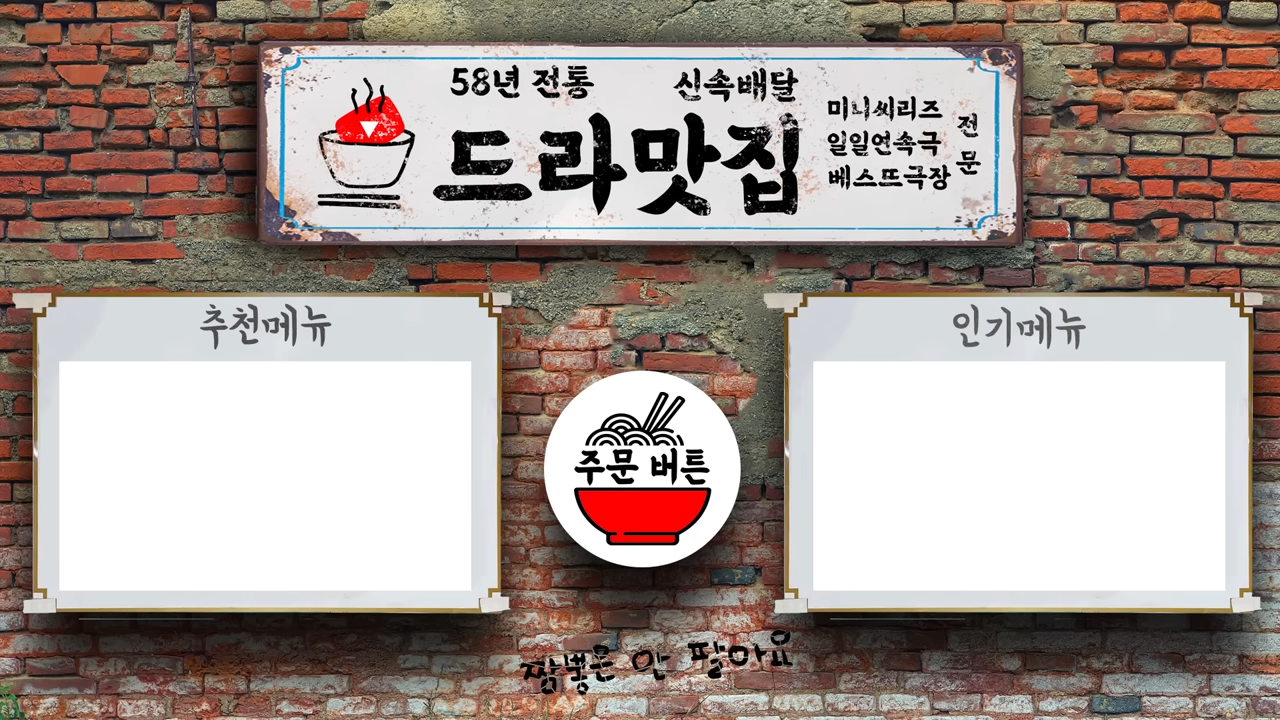 58년 전통 신속배달
드라맛집
미니씨리즈
일일연속극
베스뜨극장
전문
추천메뉴
인기메뉴
주문 버튼
짬뽕은 안 팔아요